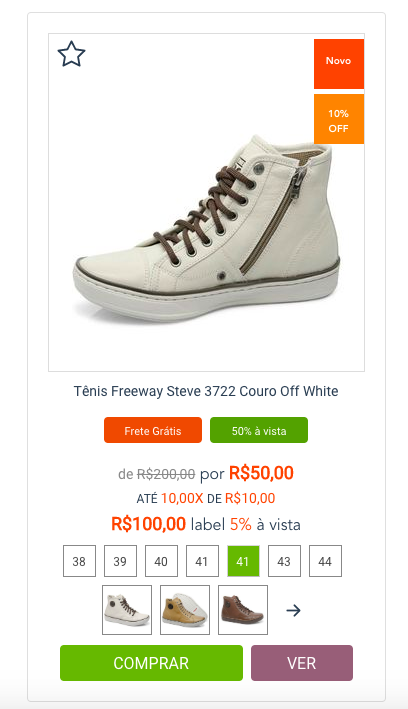 Novo
10%
OFF
Tênis Freeway Steve 3722 Couro Off White
Frete Grátis
50% à vista
de R$200,00 por R$50,00
ATÉ 10,00X DE R$10,00
R$100,00 label 5% à vista
38 39 40 41 41 43 44
COMPRAR
VER